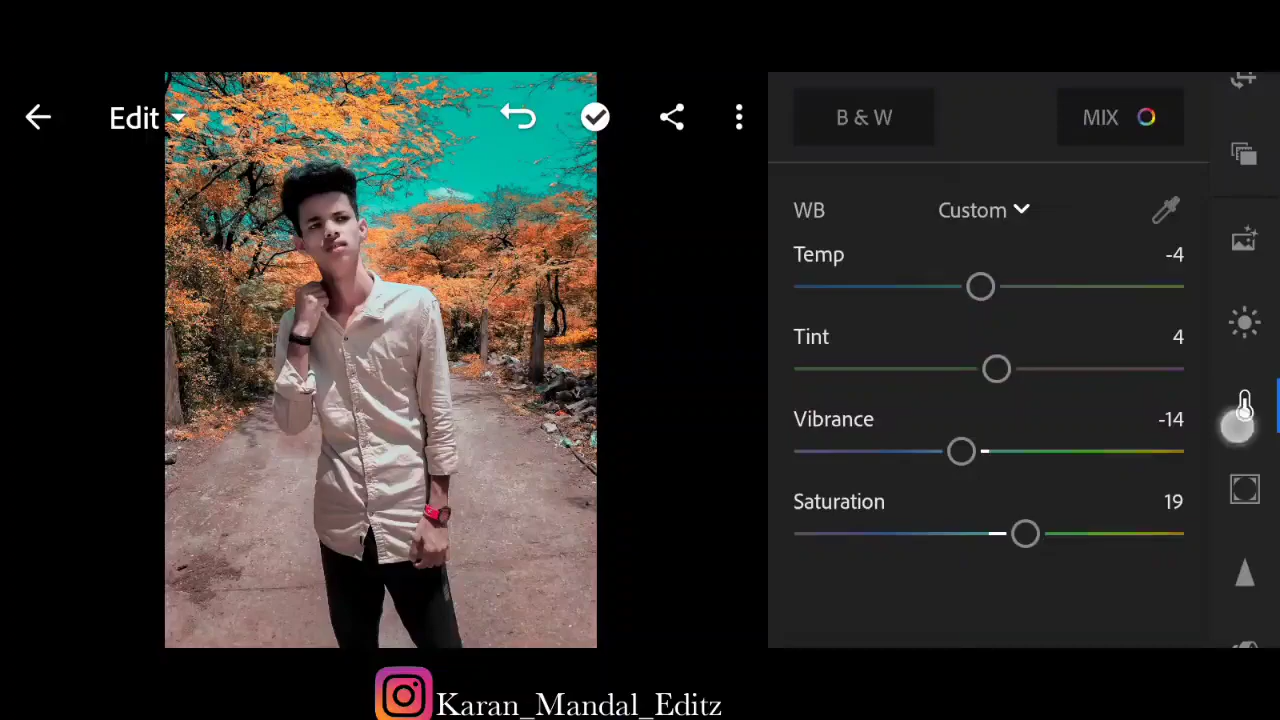 Edit
B & W
MIX
WB
Custom
Temp
-4
Tint
4
Vibrance
-14
Saturation
19
Karan_Mandal_Editz